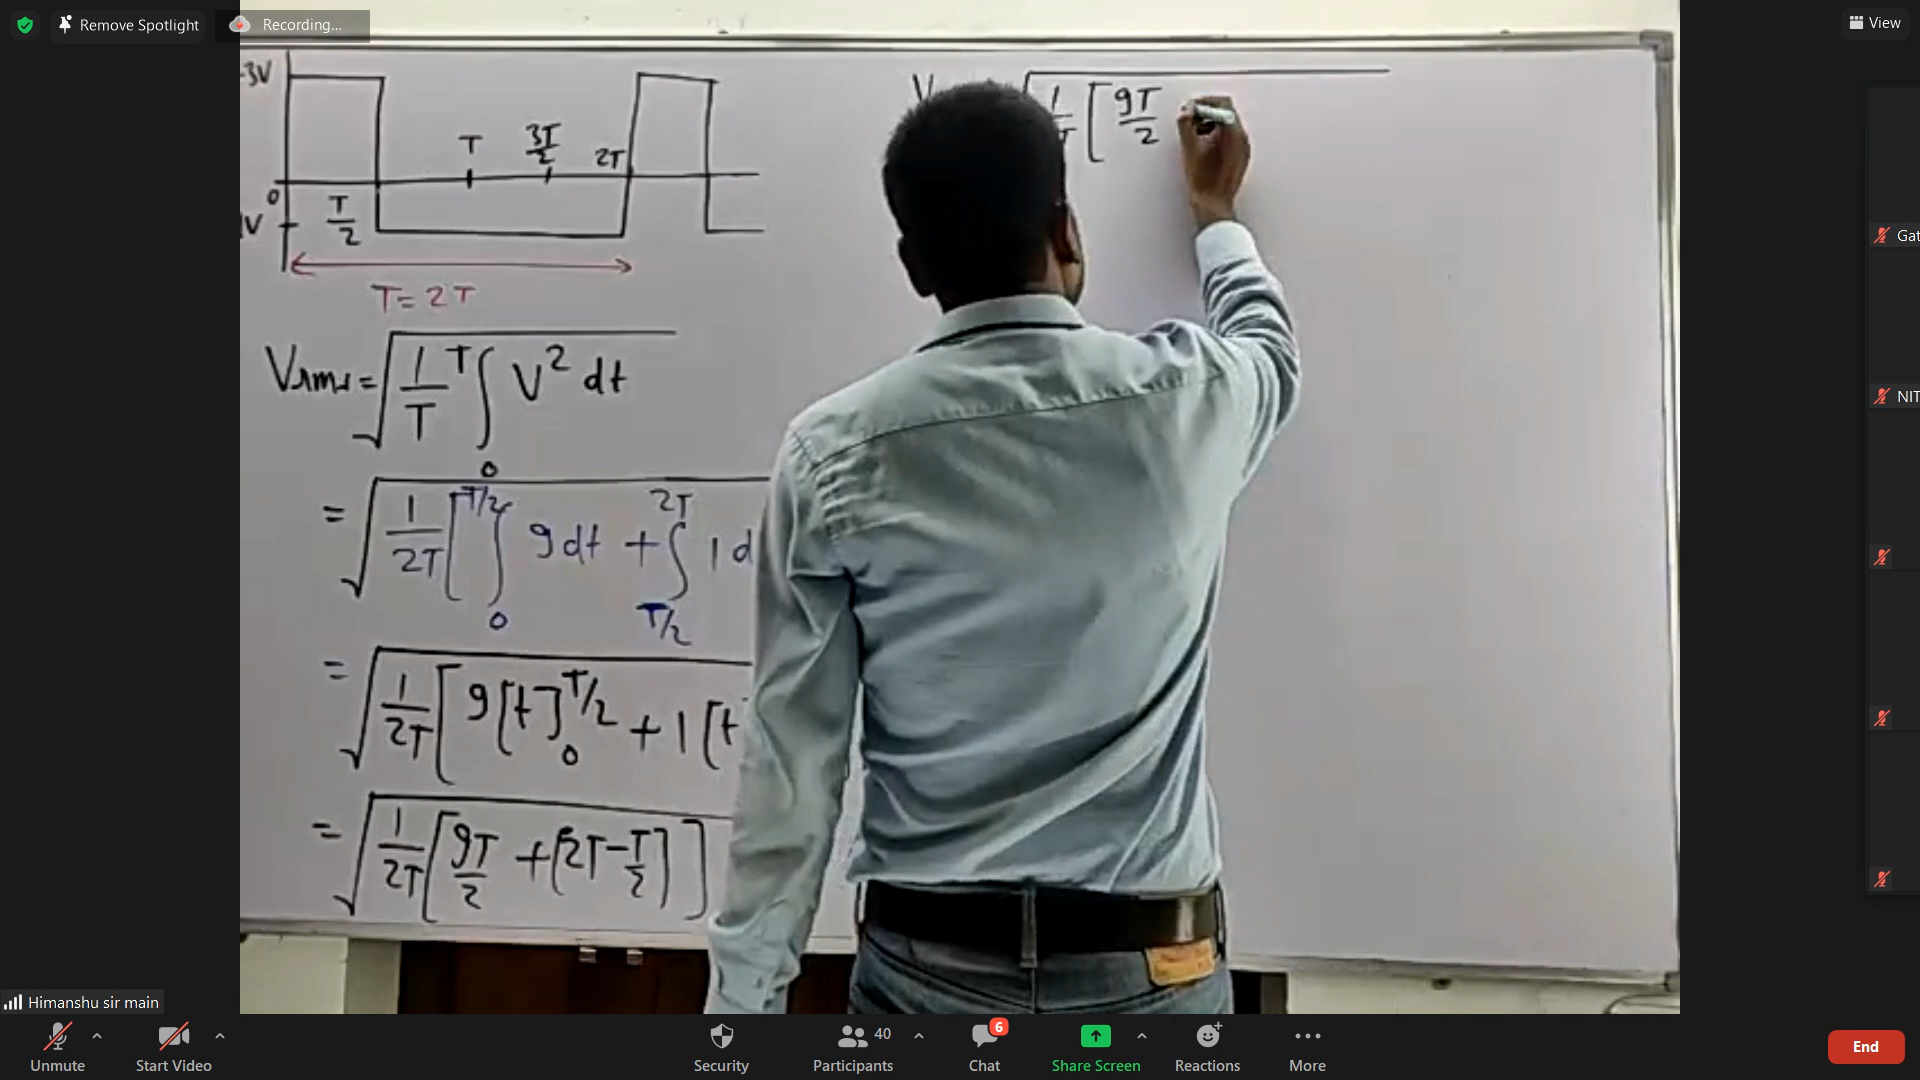 Remove Spotlight
Recording...
View
3V
T
3T/2
2T
0
T/2
V
T = 2T
Vrms = √ 1/T ∫₀ᵀ V² dt
= √ 1/2T [ ∫₀^T/2 9 dt + ∫_T/2^2T 1 d
= √ 1/2T [ 9[t]₀^T/2 + 1 [t
= √ 1/2T [ 9T/2 + [2T - T/2] ]
[ 9T/2
Gat
NIT
Himanshu sir main
Unmute
Start Video
Security
Participants
40
Chat
6
Share Screen
Reactions
More
End